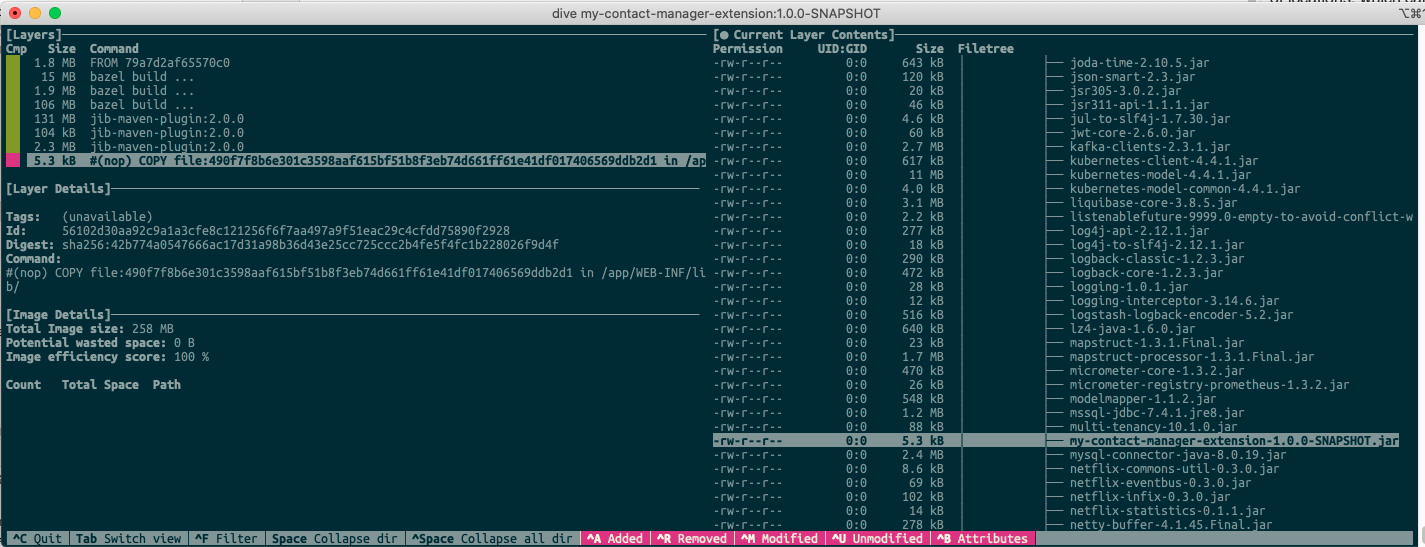 dive my-contact-manager-extension:1.0.0-SNAPSHOT
[Layers]
Cmp Size Command
1.8 MB FROM 79a7d2af65570c0
15 MB bazel build ...
1.9 MB bazel build ...
106 MB bazel build ...
131 MB jib-maven-plugin:2.0.0
104 kB jib-maven-plugin:2.0.0
2.3 MB jib-maven-plugin:2.0.0
5.3 kB #(nop) COPY file:490f7f8b6e301c3598aaf615bf51b8f3eb74d661ff61e41df017406569ddb2d1 in /ap
[Layer Details]
Tags: (unavailable)
Id: 56102d30aa92c9a1a3cfe8c121256f6f7aa497a9f51eac29c4cfdd75890f2928
Digest: sha256:42b774a0547666ac17d31a98b36d43e25cc725ccc2b4fe5f4fc1b228026f9d4f
Command:
#(nop) COPY file:490f7f8b6e301c3598aaf615bf51b8f3eb74d661ff61e41df017406569ddb2d1 in /app/WEB-INF/li
b/
[Image Details]
Total Image size: 258 MB
Potential wasted space: 0 B
Image efficiency score: 100 %
Count Total Space Path
[● Current Layer Contents]
Permission UID:GID Size Filetree
-rw-r--r-- 0:0 643 kB │ ├── joda-time-2.10.5.jar
-rw-r--r-- 0:0 120 kB │ ├── json-smart-2.3.jar
-rw-r--r-- 0:0 20 kB │ ├── jsr305-3.0.2.jar
-rw-r--r-- 0:0 46 kB │ ├── jsr311-api-1.1.1.jar
-rw-r--r-- 0:0 4.6 kB │ ├── jul-to-slf4j-1.7.30.jar
-rw-r--r-- 0:0 60 kB │ ├── jwt-core-2.6.0.jar
-rw-r--r-- 0:0 2.7 MB │ ├── kafka-clients-2.3.1.jar
-rw-r--r-- 0:0 617 kB │ ├── kubernetes-client-4.4.1.jar
-rw-r--r-- 0:0 11 MB │ ├── kubernetes-model-4.4.1.jar
-rw-r--r-- 0:0 4.0 kB │ ├── kubernetes-model-common-4.4.1.jar
-rw-r--r-- 0:0 3.1 MB │ ├── liquibase-core-3.8.5.jar
-rw-r--r-- 0:0 2.2 kB │ ├── listenablefuture-9999.0-empty-to-avoid-conflict-w
-rw-r--r-- 0:0 277 kB │ ├── log4j-api-2.12.1.jar
-rw-r--r-- 0:0 18 kB │ ├── log4j-to-slf4j-2.12.1.jar
-rw-r--r-- 0:0 290 kB │ ├── logback-classic-1.2.3.jar
-rw-r--r-- 0:0 472 kB │ ├── logback-core-1.2.3.jar
-rw-r--r-- 0:0 28 kB │ ├── logging-1.0.1.jar
-rw-r--r-- 0:0 12 kB │ ├── logging-interceptor-3.14.6.jar
-rw-r--r-- 0:0 516 kB │ ├── logstash-logback-encoder-5.2.jar
-rw-r--r-- 0:0 640 kB │ ├── lz4-java-1.6.0.jar
-rw-r--r-- 0:0 23 kB │ ├── mapstruct-1.3.1.Final.jar
-rw-r--r-- 0:0 1.7 MB │ ├── mapstruct-processor-1.3.1.Final.jar
-rw-r--r-- 0:0 470 kB │ ├── micrometer-core-1.3.2.jar
-rw-r--r-- 0:0 26 kB │ ├── micrometer-registry-prometheus-1.3.2.jar
-rw-r--r-- 0:0 548 kB │ ├── modelmapper-1.1.2.jar
-rw-r--r-- 0:0 1.2 MB │ ├── mssql-jdbc-7.4.1.jre8.jar
-rw-r--r-- 0:0 88 kB │ ├── multi-tenancy-10.1.0.jar
-rw-r--r-- 0:0 5.3 kB │ ├── my-contact-manager-extension-1.0.0-SNAPSHOT.jar
-rw-r--r-- 0:0 2.4 MB │ ├── mysql-connector-java-8.0.19.jar
-rw-r--r-- 0:0 8.6 kB │ ├── netflix-commons-util-0.3.0.jar
-rw-r--r-- 0:0 69 kB │ ├── netflix-eventbus-0.3.0.jar
-rw-r--r-- 0:0 102 kB │ ├── netflix-infix-0.3.0.jar
-rw-r--r-- 0:0 14 kB │ ├── netflix-statistics-0.1.1.jar
-rw-r--r-- 0:0 278 kB │ ├── netty-buffer-4.1.45.Final.jar
^C Quit Tab Switch view ^F Filter Space Collapse dir ^Space Collapse all dir ^A Added ^R Removed ^M Modified ^U Unmodified ^B Attributes